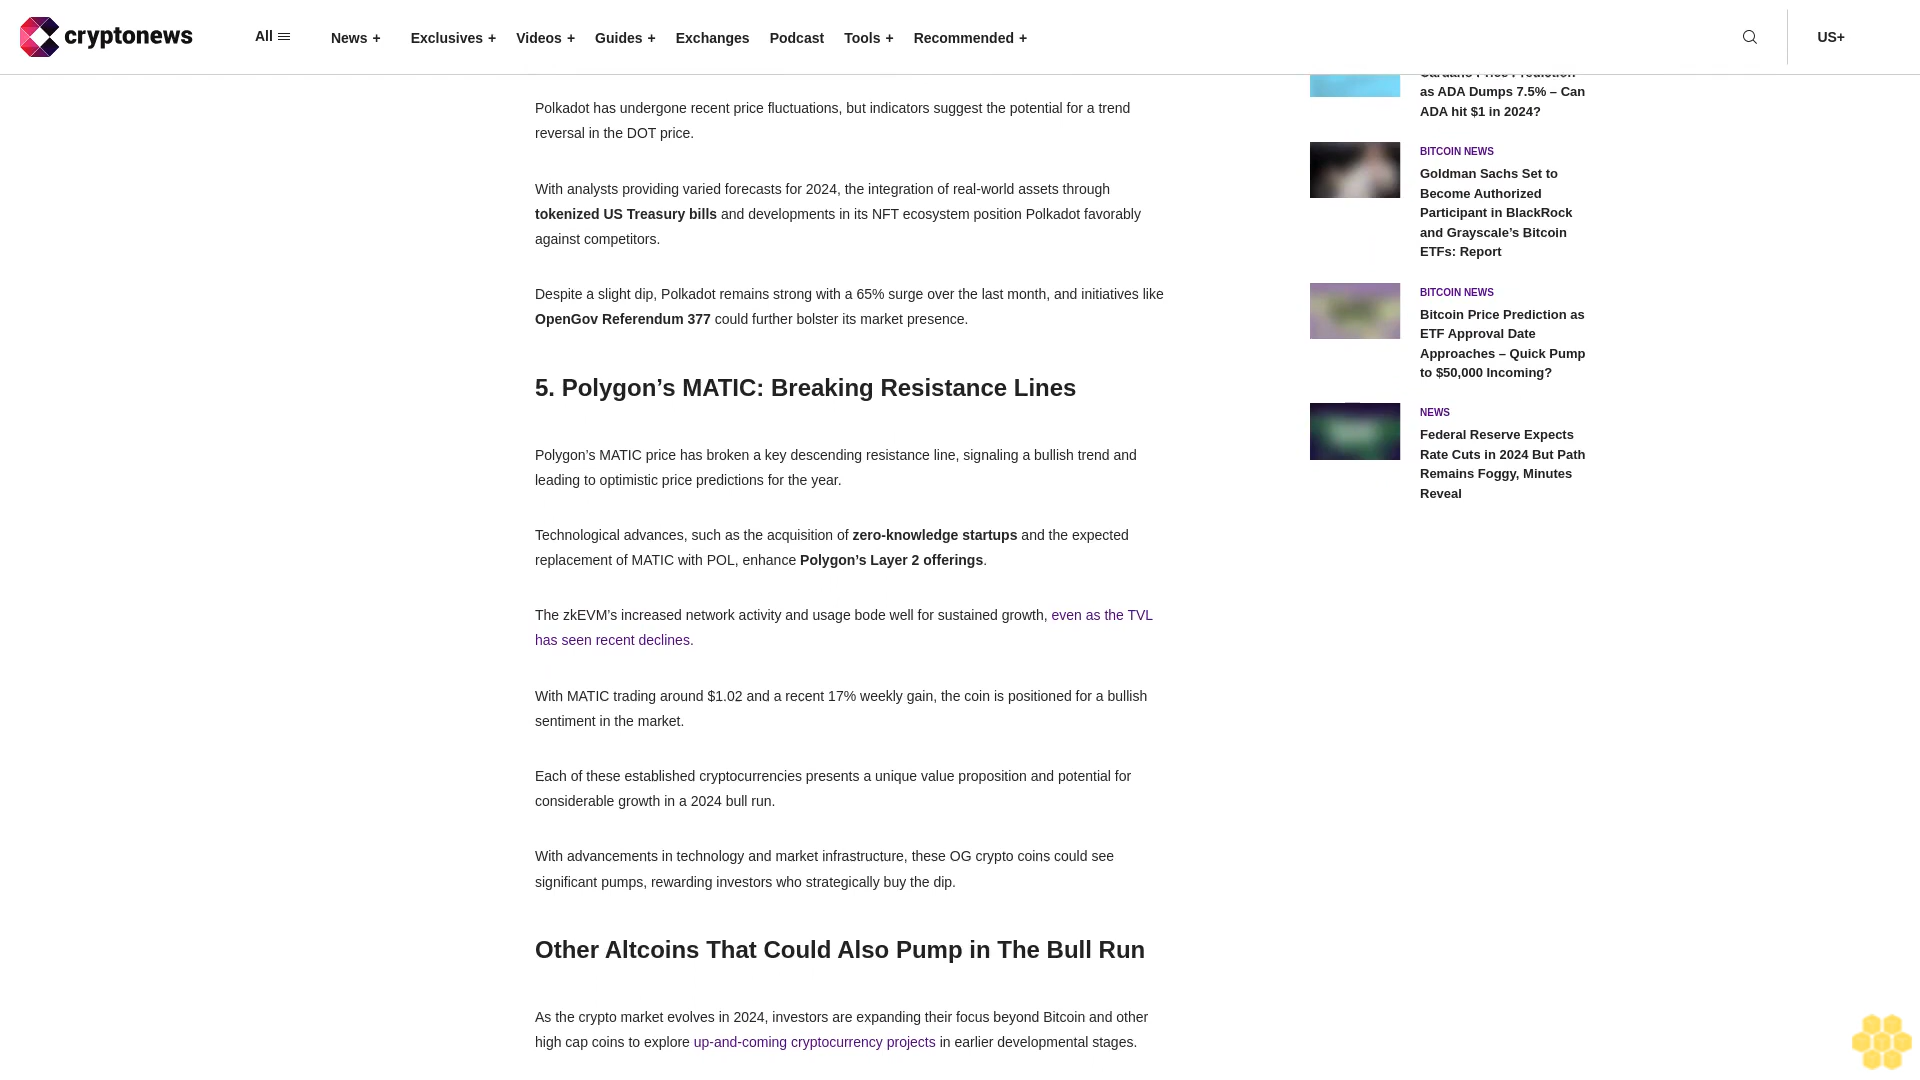 cryptonews
All
News +
Exclusives +
Videos +
Guides +
Exchanges
Podcast
Tools +
Recommended +
US+
Polkadot has undergone recent price fluctuations, but indicators suggest the potential for a trend
reversal in the DOT price.
With analysts providing varied forecasts for 2024, the integration of real-world assets through
tokenized US Treasury bills and developments in its NFT ecosystem position Polkadot favorably
against competitors.
Despite a slight dip, Polkadot remains strong with a 65% surge over the last month, and initiatives like
OpenGov Referendum 377 could further bolster its market presence.
5. Polygon’s MATIC: Breaking Resistance Lines
Polygon’s MATIC price has broken a key descending resistance line, signaling a bullish trend and
leading to optimistic price predictions for the year.
Technological advances, such as the acquisition of zero-knowledge startups and the expected
replacement of MATIC with POL, enhance Polygon’s Layer 2 offerings.
The zkEVM’s increased network activity and usage bode well for sustained growth, even as the TVL
has seen recent declines.
With MATIC trading around $1.02 and a recent 17% weekly gain, the coin is positioned for a bullish
sentiment in the market.
Each of these established cryptocurrencies presents a unique value proposition and potential for
considerable growth in a 2024 bull run.
With advancements in technology and market infrastructure, these OG crypto coins could see
significant pumps, rewarding investors who strategically buy the dip.
Other Altcoins That Could Also Pump in The Bull Run
As the crypto market evolves in 2024, investors are expanding their focus beyond Bitcoin and other
high cap coins to explore up-and-coming cryptocurrency projects in earlier developmental stages.
Cardano Price Prediction
as ADA Dumps 7.5% – Can
ADA hit $1 in 2024?
BITCOIN NEWS
Goldman Sachs Set to
Become Authorized
Participant in BlackRock
and Grayscale’s Bitcoin
ETFs: Report
BITCOIN NEWS
Bitcoin Price Prediction as
ETF Approval Date
Approaches – Quick Pump
to $50,000 Incoming?
NEWS
Federal Reserve Expects
Rate Cuts in 2024 But Path
Remains Foggy, Minutes
Reveal